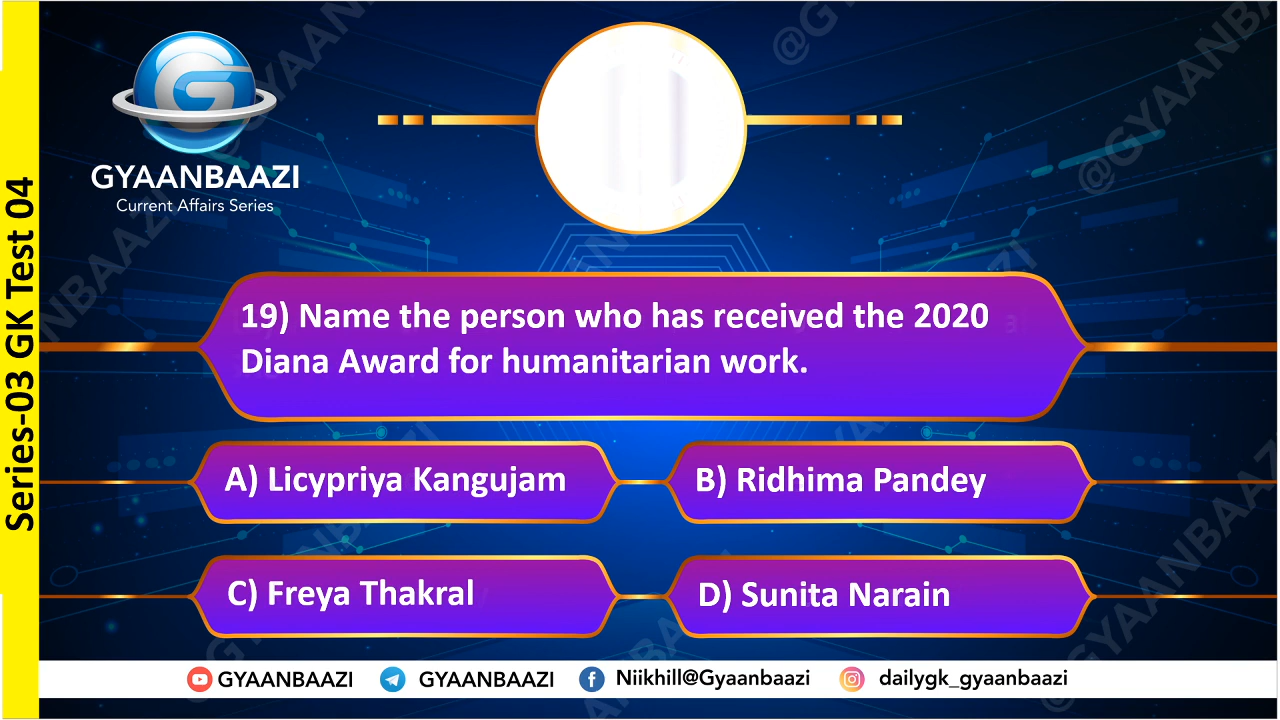 GYAANBAAZI
Current Affairs Series
Series-03 GK Test 04
19) Name the person who has received the 2020
Diana Award for humanitarian work.
A) Licypriya Kangujam
B) Ridhima Pandey
C) Freya Thakral
D) Sunita Narain
GYAANBAAZI
GYAANBAAZI
Niikhill@Gyaanbaazi
dailygk_gyaanbaazi
@GYAANBAAZI